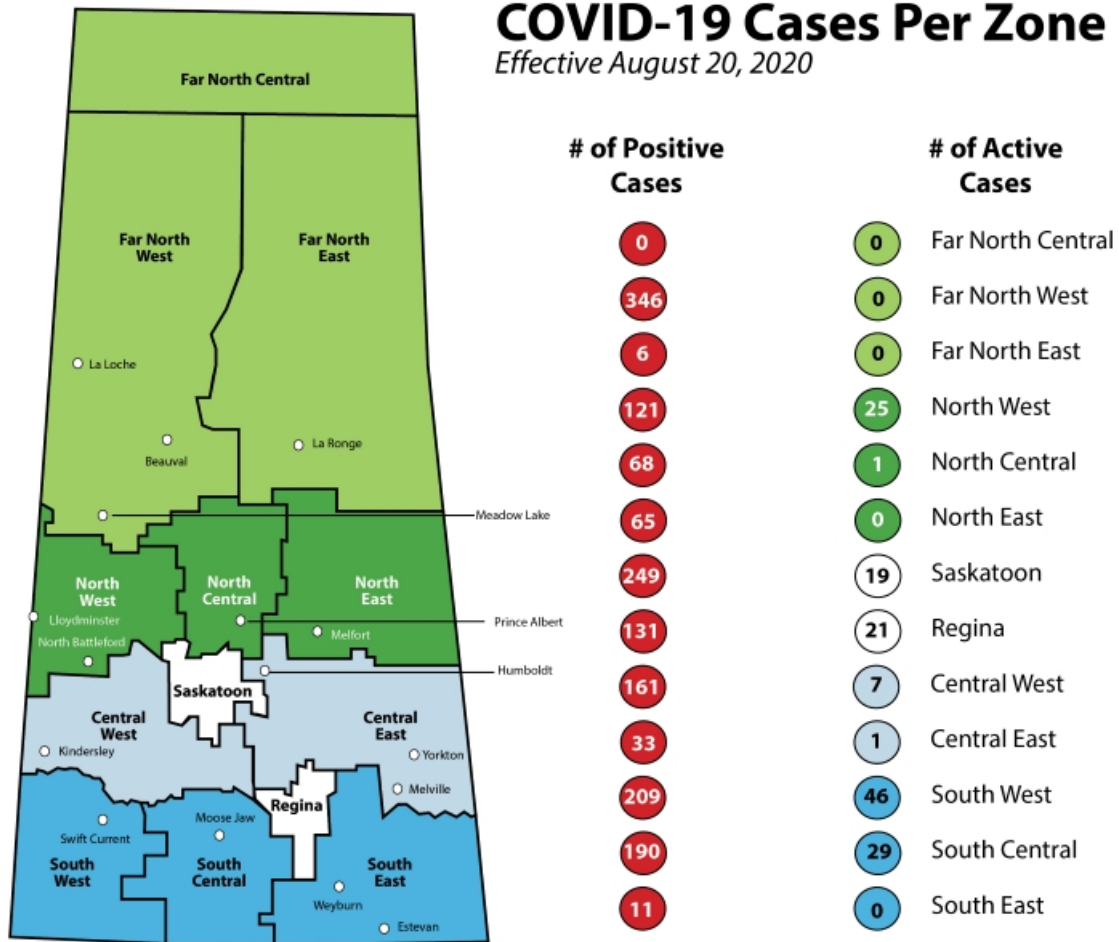 COVID-19 Cases Per Zone
Effective August 20, 2020
Far North Central
Far North
West
Far North
East
La Loche
Beauval
La Ronge
Meadow Lake
North
West
North
Central
North
East
Lloydminster
Prince Albert
North Battleford
Melfort
Humboldt
Saskatoon
Central
West
Central
East
Kindersley
Yorkton
Melville
Regina
Moose Jaw
Swift Current
South
West
South
Central
South
East
Weyburn
Estevan
# of Positive
Cases
# of Active
Cases
0 0 Far North Central
346 0 Far North West
6 0 Far North East
121 25 North West
68 1 North Central
65 0 North East
249 19 Saskatoon
131 21 Regina
161 7 Central West
33 1 Central East
209 46 South West
190 29 South Central
11 0 South East